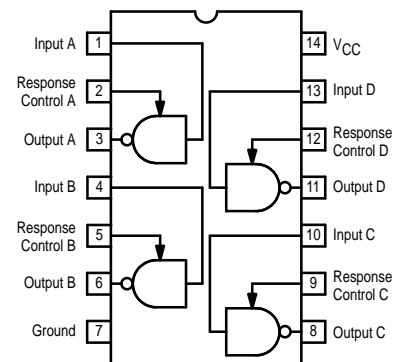 Input A 1
Response
Control A 2
Output A 3
Input B 4
Response
Control B 5
Output B 6
Ground 7
14 VCC
13 Input D
12 Response
Control D
11 Output D
10 Input C
9 Response
Control C
8 Output C